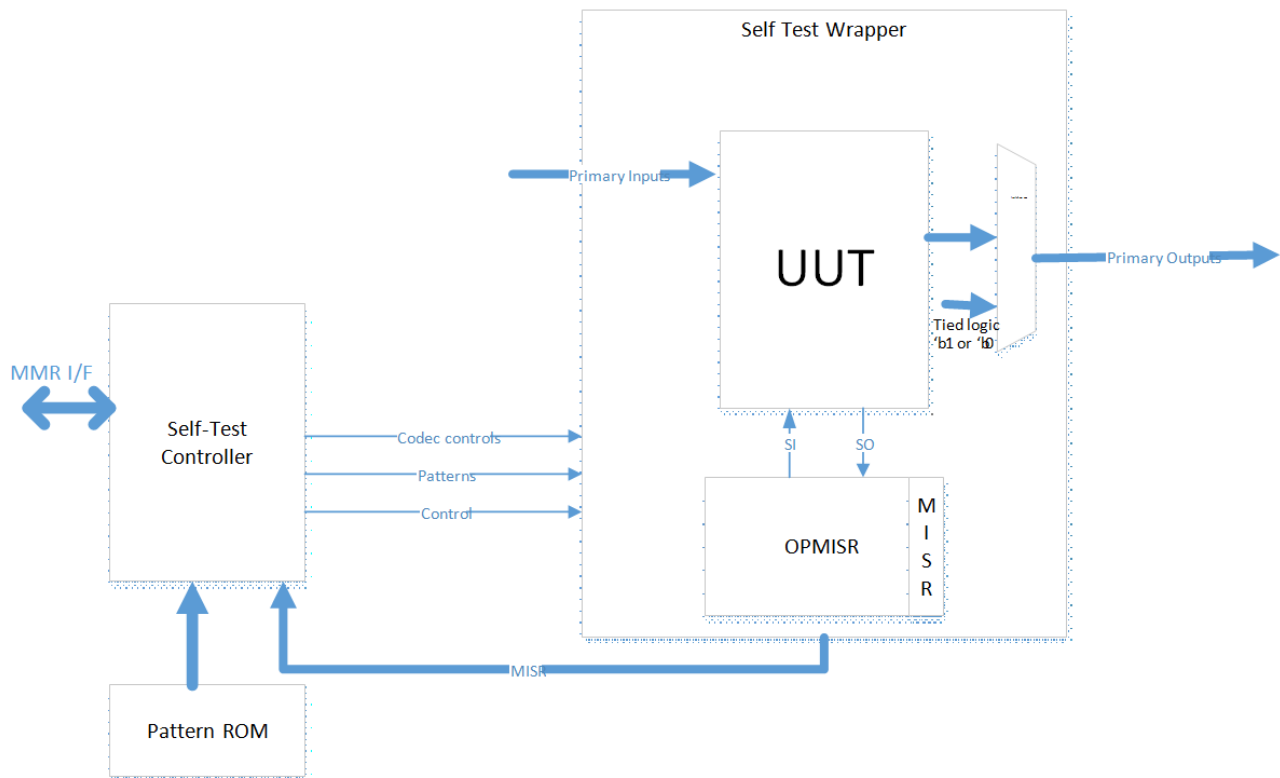 Self Test Wrapper
Primary Inputs
UUT
Primary Outputs
Tied logic
‘b1 or ‘b0
MMR I/F
Self-Test
Controller
Codec controls
Patterns
Control
SI
SO
OPMISR
M
I
S
R
MISR
Pattern ROM